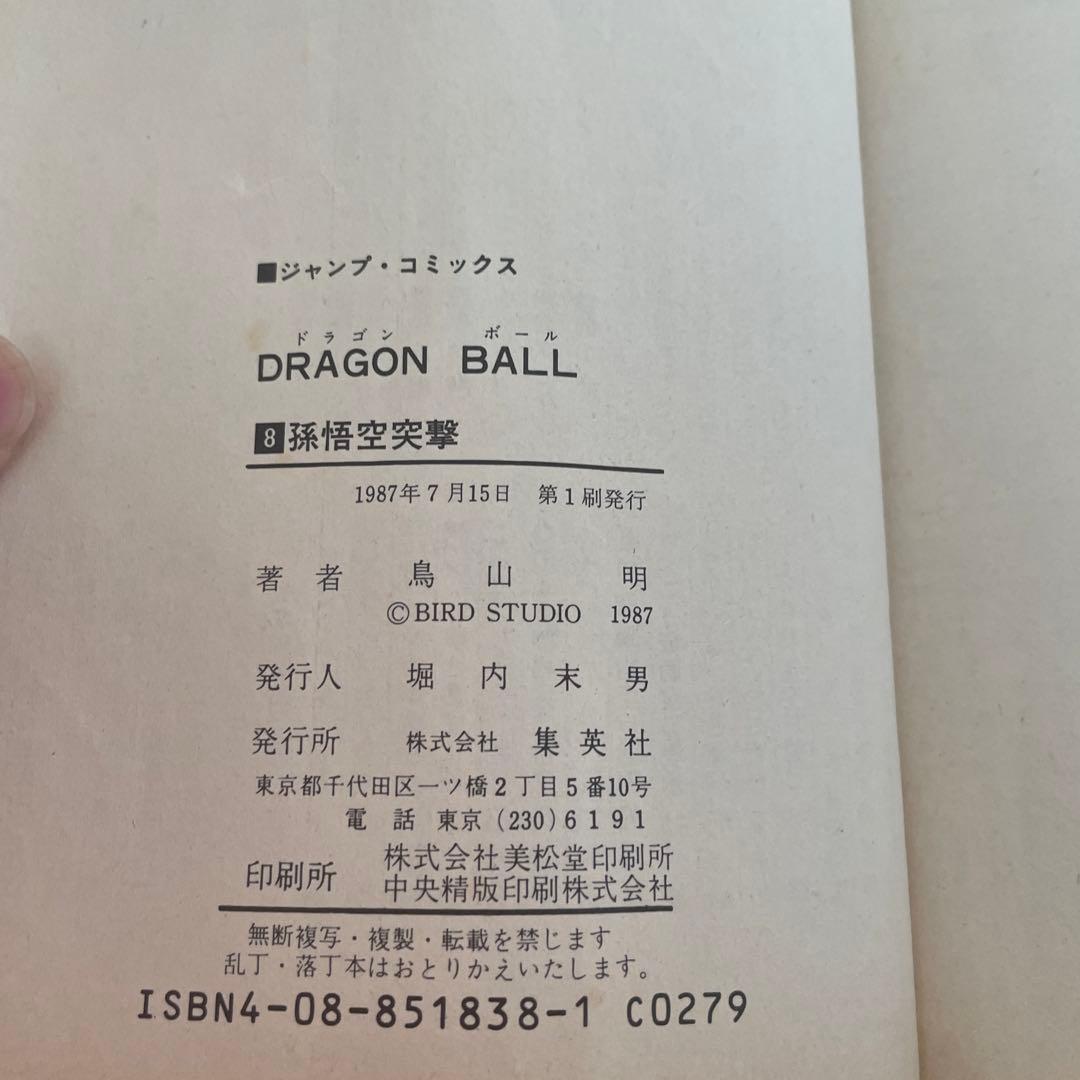 ■ジャンプ・コミックス
ドラゴン ボール
DRAGON BALL
8 孫悟空突撃
1987年7月15日 第1刷発行
著者 鳥山 明
©BIRD STUDIO 1987
発行人 堀内末男
発行所 株式会社 集英社
東京都千代田区一ツ橋2丁目5番10号
電話 東京(230)6191
印刷所 株式会社美松堂印刷所
中央精版印刷株式会社
無断複写・複製・転載を禁じます
乱丁・落丁本はおとりかえいたします。
ISBN4-08-851838-1 C0279